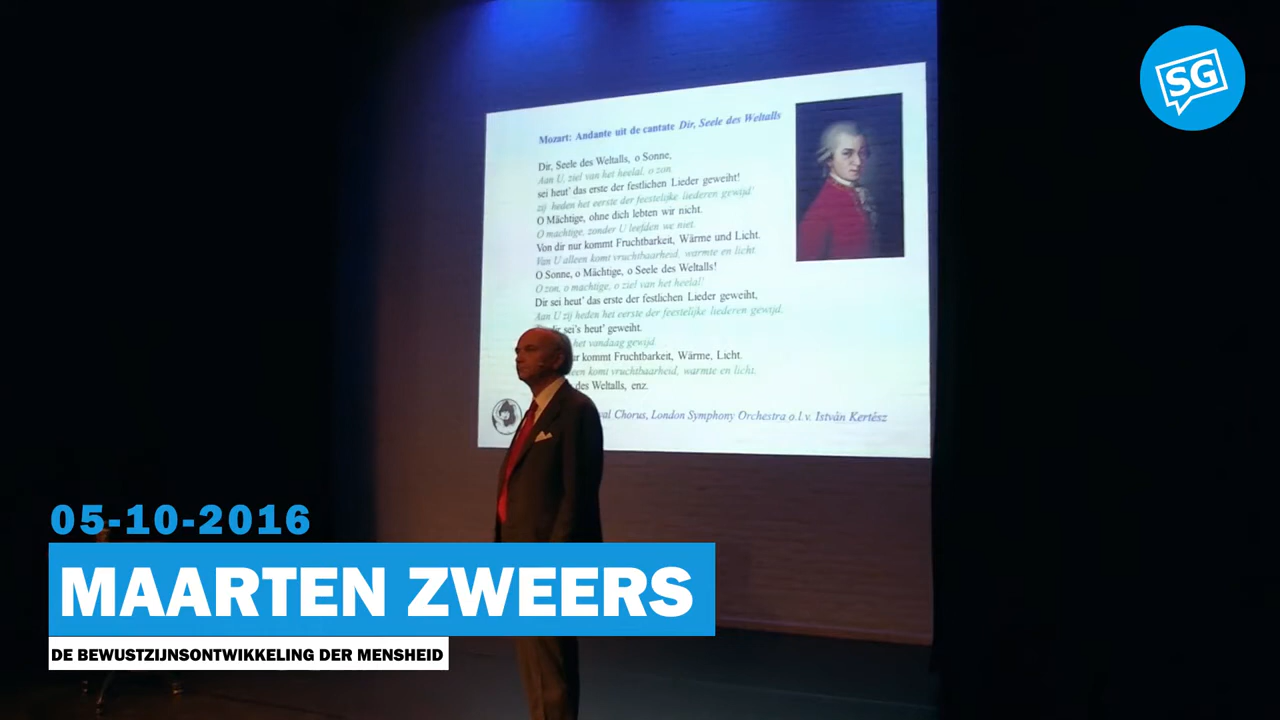 SG
Mozart: Andante uit de cantate Dir, Seele des Weltalls
Dir, Seele des Weltalls, o Sonne,
Aan U, ziel van het heelal, o zon
sei heut' das erste der festlichen Lieder geweiht!
zij heden het eerste der feestelijke liederen gewijd!
O Mächtige, ohne dich lebten wir nicht.
O machtige, zonder U leefden we niet.
Von dir nur kommt Fruchtbarkeit, Wärme und Licht.
Van U alleen komt vruchtbaarheid, warmte en licht.
O Sonne, o Mächtige, o Seele des Weltalls!
O zon, o machtige, o ziel van het heelal!
Dir sei heut' das erste der festlichen Lieder geweiht,
Aan U zij heden het eerste der feestelijke liederen gewijd.
dir sei's heut' geweiht.
het vandaag gewijd.
kommt Fruchtbarkeit, Wärme, Licht.
komt vruchtbaarheid, warmte en licht.
des Weltalls, enz.
Chorus, London Symphony Orchestra o.l.v. István Kertész
05-10-2016
MAARTEN ZWEERS
DE BEWUSTZIJNSONTWIKKELING DER MENSHEID